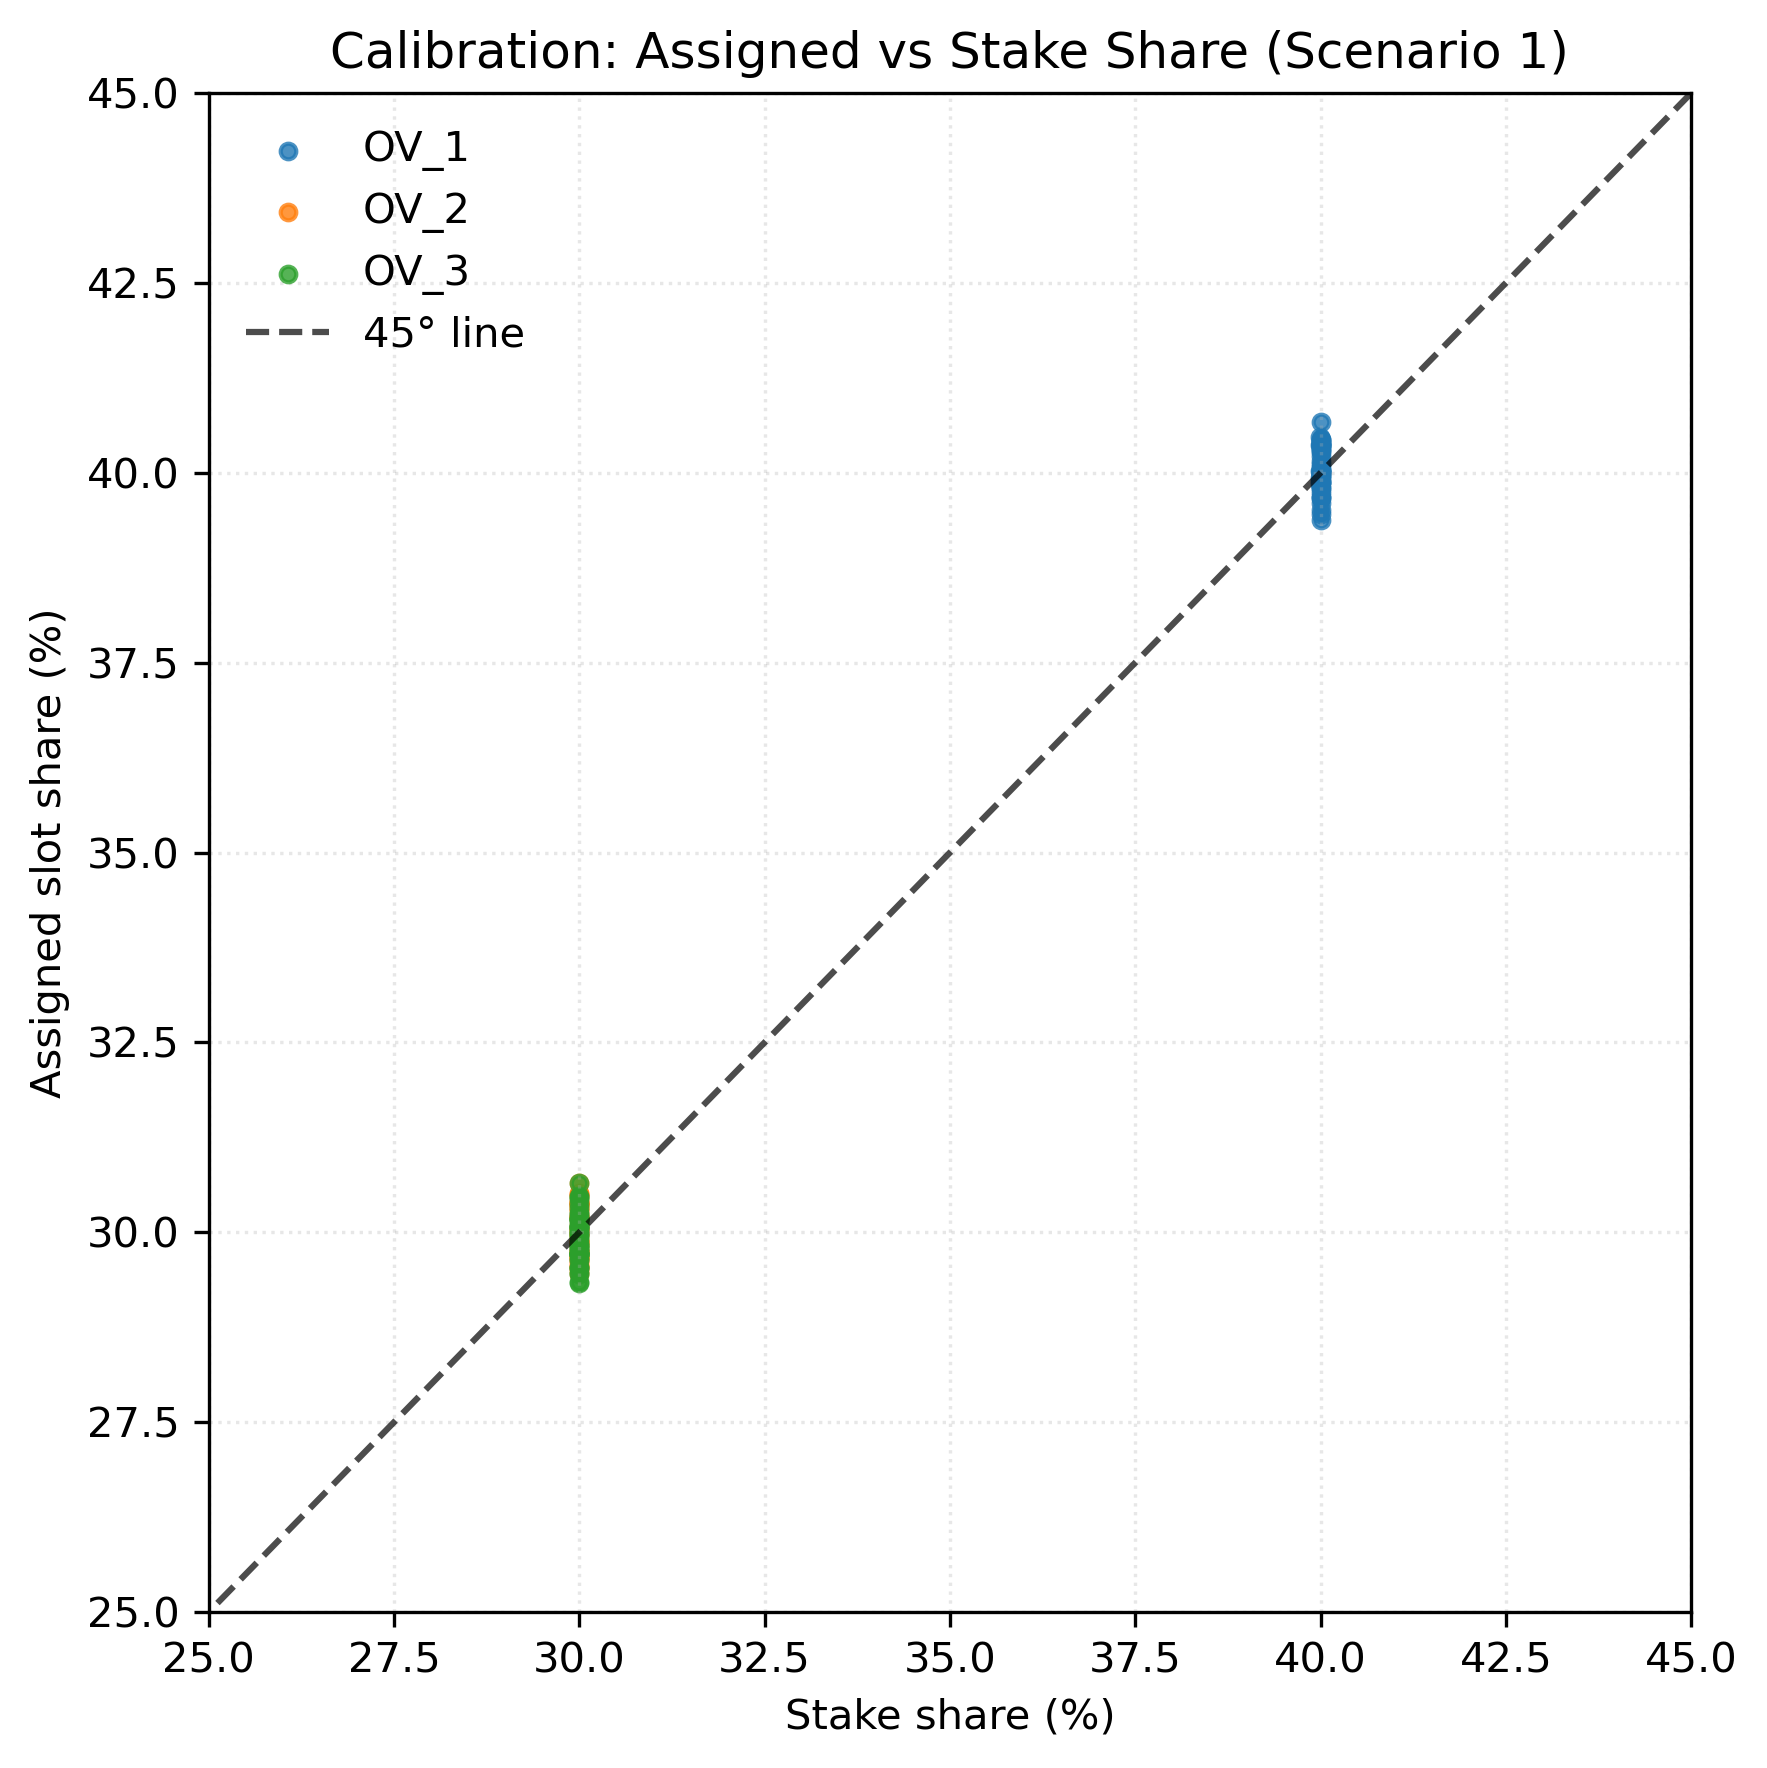 Calibration: Assigned vs Stake Share (Scenario 1)
45.0
42.5
40.0
37.5
35.0
32.5
30.0
27.5
25.0
Assigned slot share (%)
OV_1
OV_2
OV_3
45° line
25.0 27.5 30.0 32.5 35.0 37.5 40.0 42.5 45.0
Stake share (%)